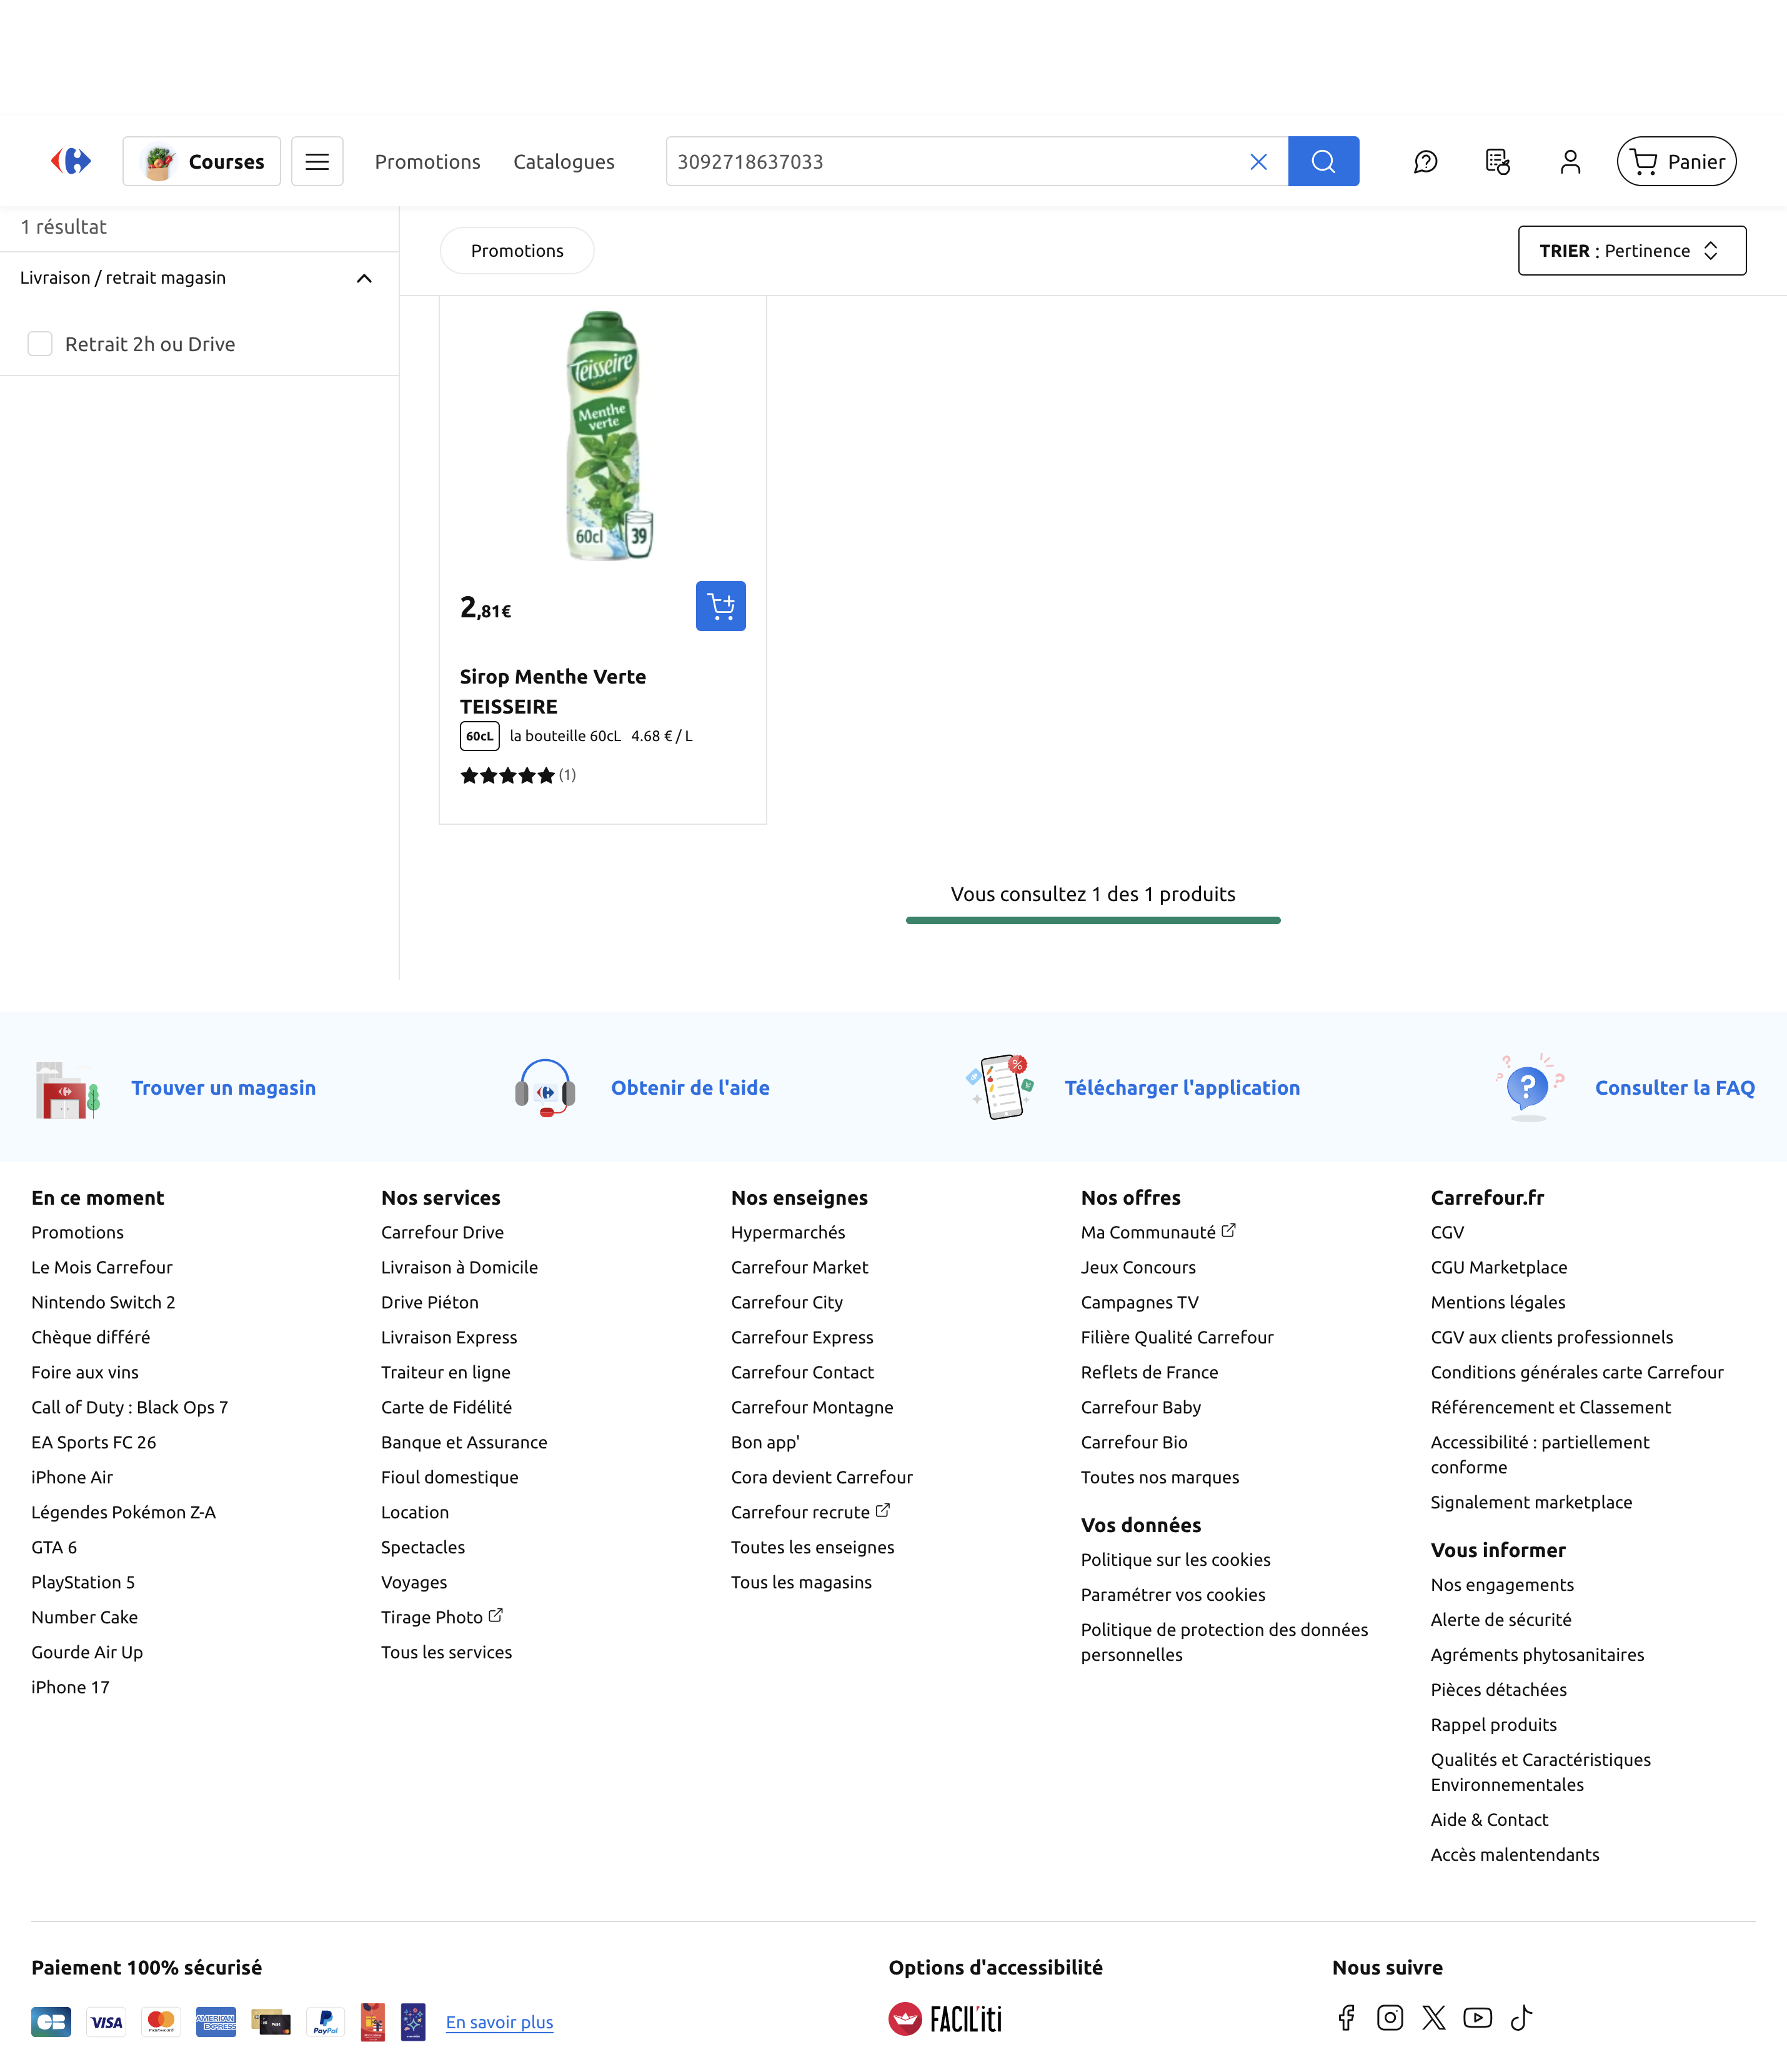 Courses
Promotions
Catalogues
3092718637033
Panier
1 résultat
Livraison / retrait magasin
Retrait 2h ou Drive
Promotions
TRIER : Pertinence
Teisseire
Menthe
verte
60cl
39
2,81€
Sirop Menthe Verte
TEISSEIRE
60cL la bouteille 60cL 4.68 € / L
(1)
Vous consultez 1 des 1 produits
Trouver un magasin
Obtenir de l'aide
Télécharger l'application
Consulter la FAQ
En ce moment
Promotions
Le Mois Carrefour
Nintendo Switch 2
Chèque différé
Foire aux vins
Call of Duty : Black Ops 7
EA Sports FC 26
iPhone Air
Légendes Pokémon Z-A
GTA 6
PlayStation 5
Number Cake
Gourde Air Up
iPhone 17
Nos services
Carrefour Drive
Livraison à Domicile
Drive Piéton
Livraison Express
Traiteur en ligne
Carte de Fidélité
Banque et Assurance
Fioul domestique
Location
Spectacles
Voyages
Tirage Photo
Tous les services
Nos enseignes
Hypermarchés
Carrefour Market
Carrefour City
Carrefour Express
Carrefour Contact
Carrefour Montagne
Bon app'
Cora devient Carrefour
Carrefour recrute
Toutes les enseignes
Tous les magasins
Nos offres
Ma Communauté
Jeux Concours
Campagnes TV
Filière Qualité Carrefour
Reflets de France
Carrefour Baby
Carrefour Bio
Toutes nos marques
Vos données
Politique sur les cookies
Paramétrer vos cookies
Politique de protection des données
personnelles
Carrefour.fr
CGV
CGU Marketplace
Mentions légales
CGV aux clients professionnels
Conditions générales carte Carrefour
Référencement et Classement
Accessibilité : partiellement
conforme
Signalement marketplace
Vous informer
Nos engagements
Alerte de sécurité
Agréments phytosanitaires
Pièces détachées
Rappel produits
Qualités et Caractéristiques
Environnementales
Aide & Contact
Accès malentendants
Paiement 100% sécurisé
CB
VISA
mastercard
AMERICAN
EXPRESS
PayPal
En savoir plus
Options d'accessibilité
FACIL'iti
Nous suivre